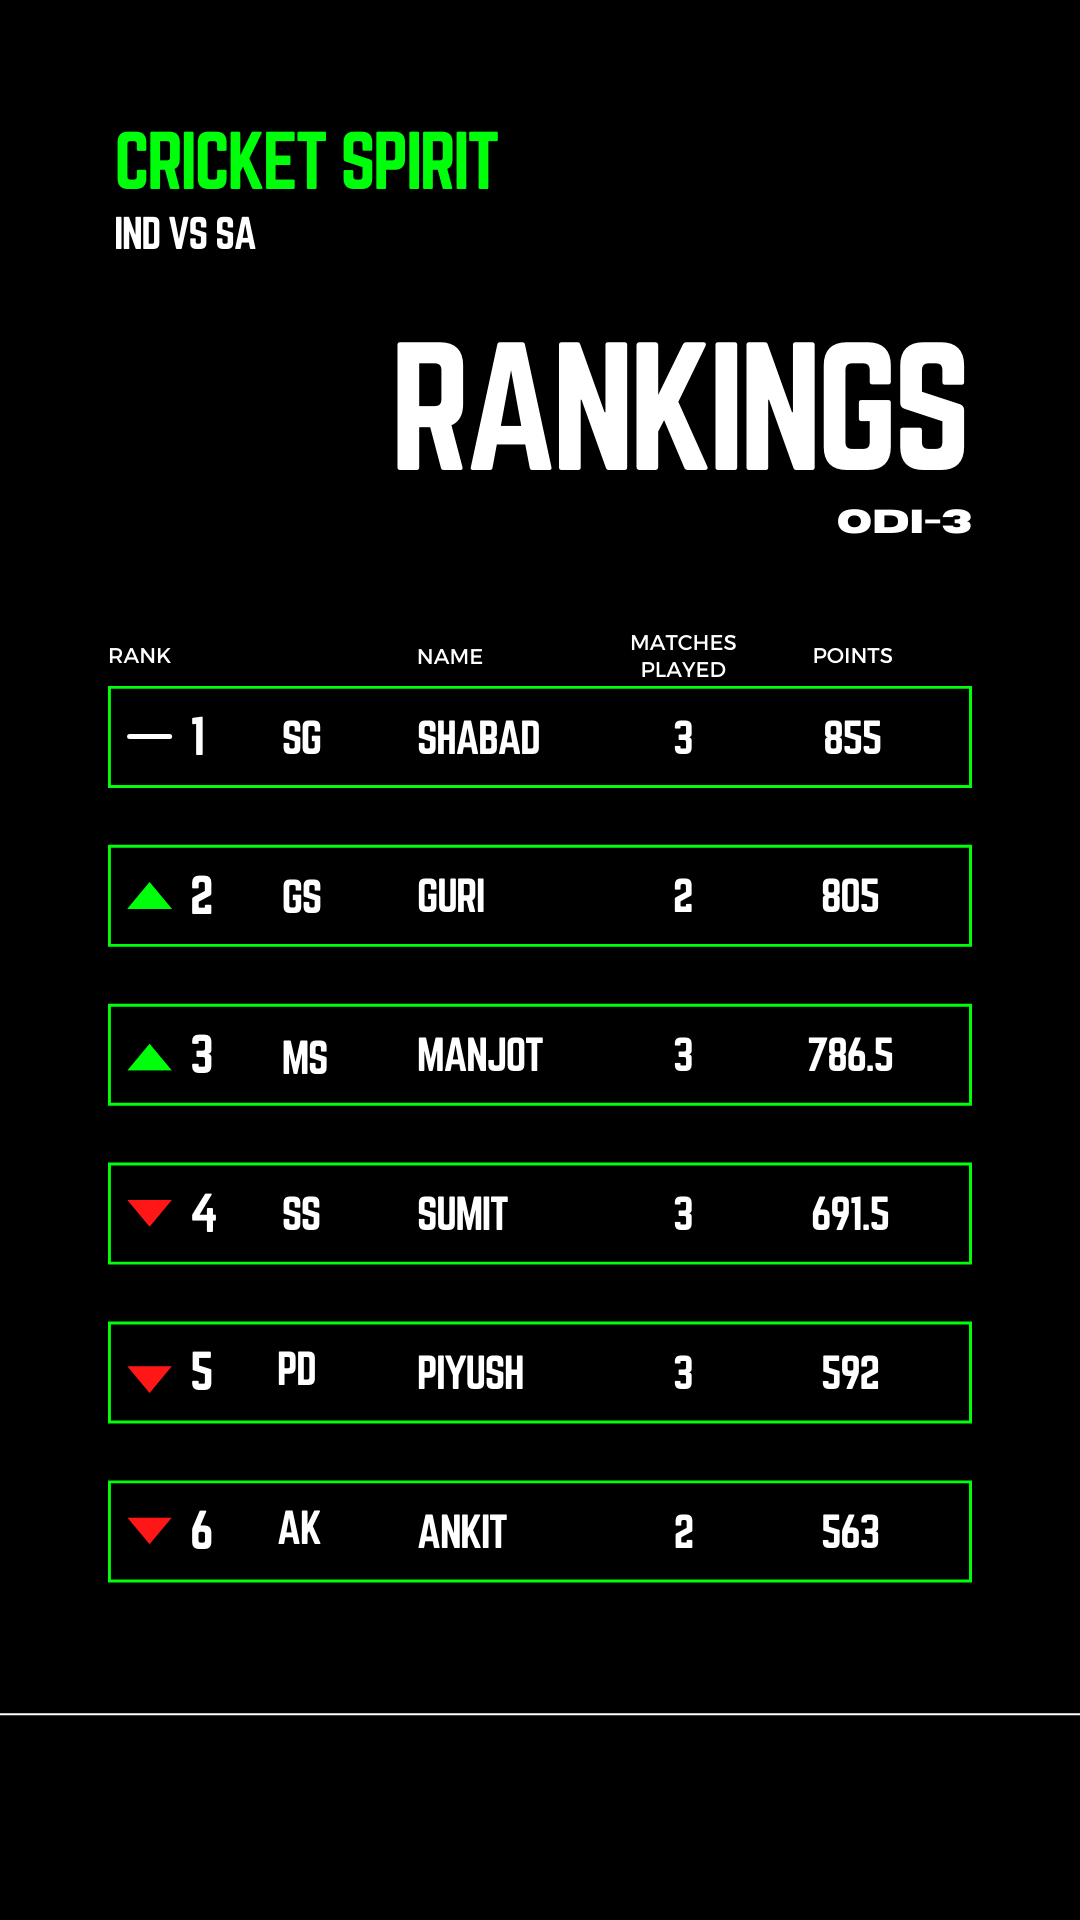 CRICKET SPIRIT
IND VS SA
RANKINGS
ODI-3
RANK NAME MATCHES PLAYED POINTS
1 SG SHABAD 3 855
2 GS GURI 2 805
3 MS MANJOT 3 786.5
4 SS SUMIT 3 691.5
5 PD PIYUSH 3 592
6 AK ANKIT 2 563